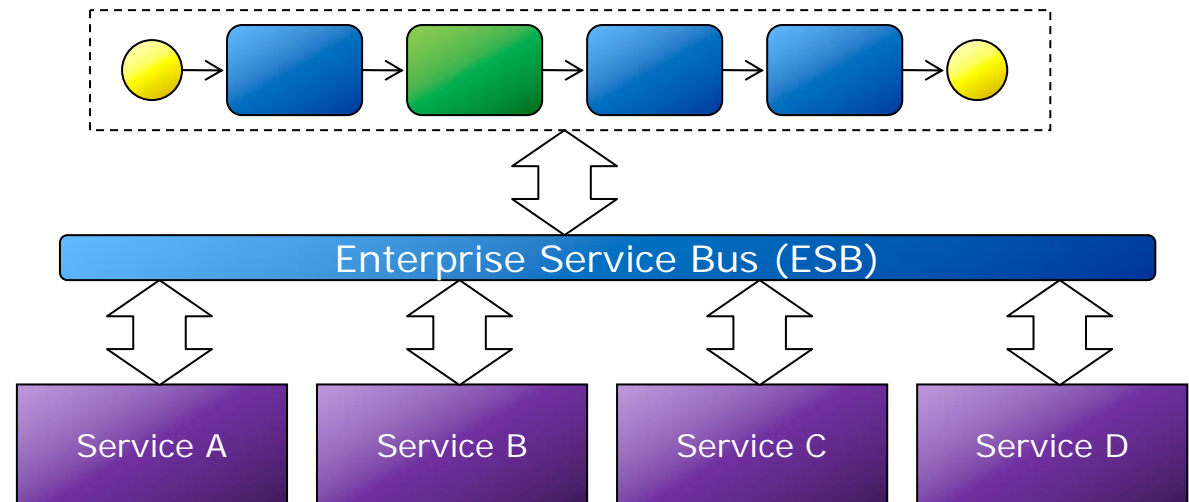 Enterprise Service Bus (ESB)
Service A
Service B
Service C
Service D